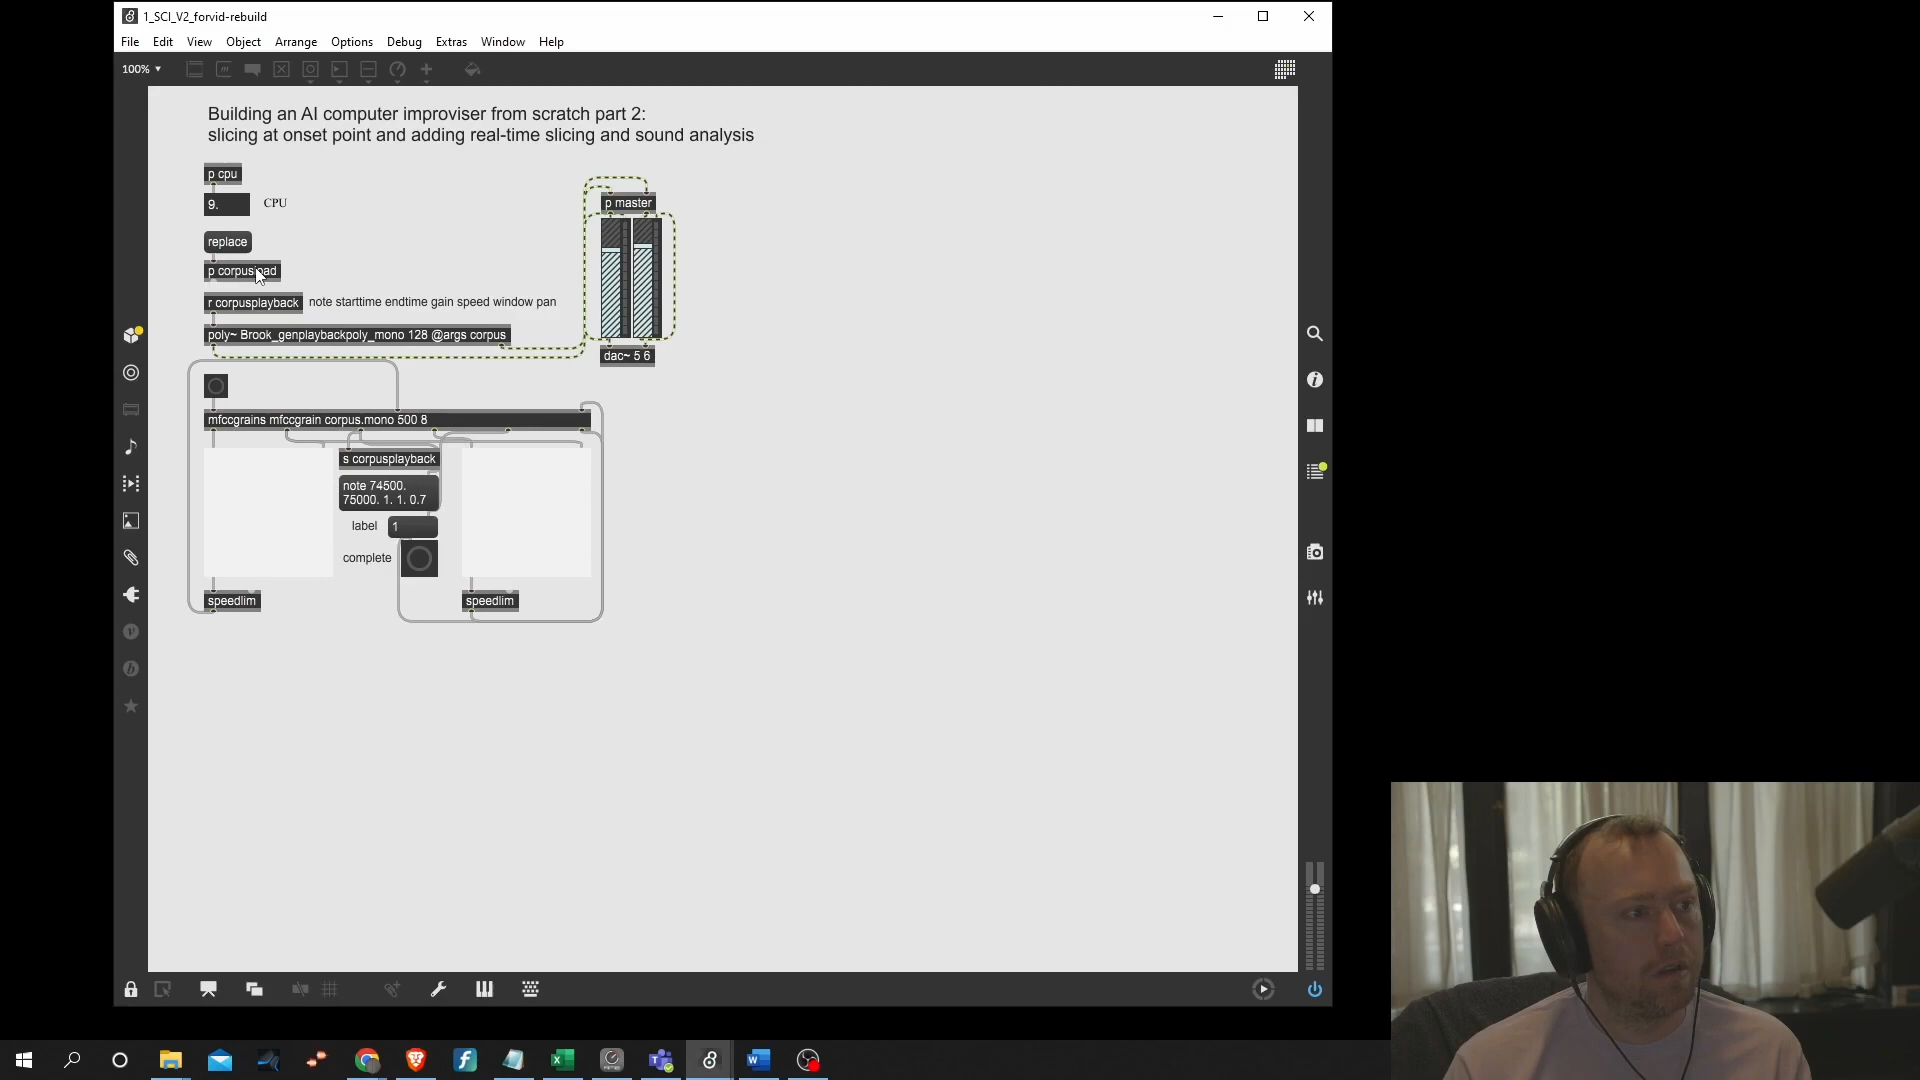 1_SCI_V2_forvid-rebuild
File Edit View Object Arrange Options Debug Extras Window Help
100%
Building an AI computer improviser from scratch part 2:
slicing at onset point and adding real-time slicing and sound analysis
p cpu
9. CPU
replace
p master
r corpusplayback note starttime endtime gain speed window pan
poly~ Brook_genplaybackpoly_mono 128 @args corpus
dac~ 5 6
mfccgrains mfccgrain corpus.mono 500 8
s corpusplayback
note 74500.
75000. 1. 1. 0.7
label 1
complete
speedlim speedlim